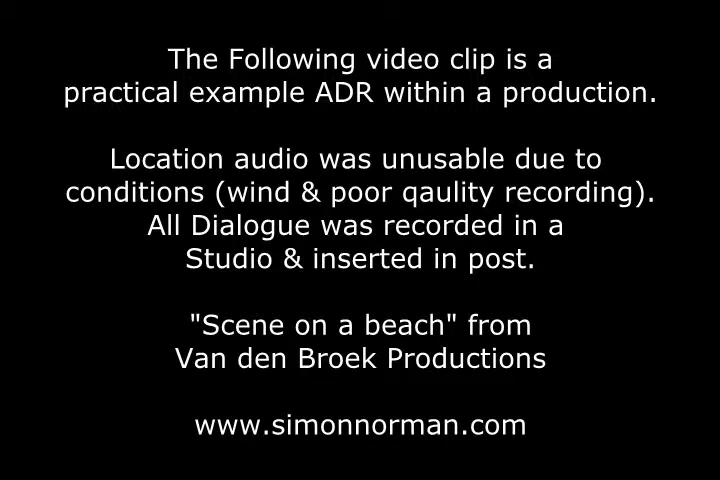 The Following video clip is a
practical example ADR within a production.
Location audio was unusable due to
conditions (wind & poor qaulity recording).
All Dialogue was recorded in a
Studio & inserted in post.
"Scene on a beach" from
Van den Broek Productions
www.simonnorman.com